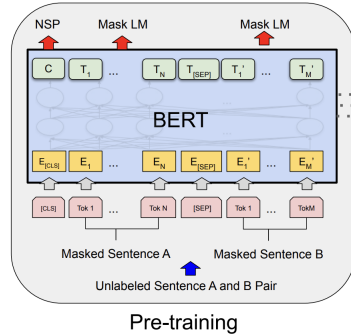 NSP Mask LM Mask LM
C T1 ... TN T[SEP] T1' ... TM'
BERT
E[CLS] E1 ... EN E[SEP] E1' ... EM'
[CLS] Tok 1 ... Tok N [SEP] Tok 1 ... TokM
Masked Sentence A Masked Sentence B
Unlabeled Sentence A and B Pair
Pre-training